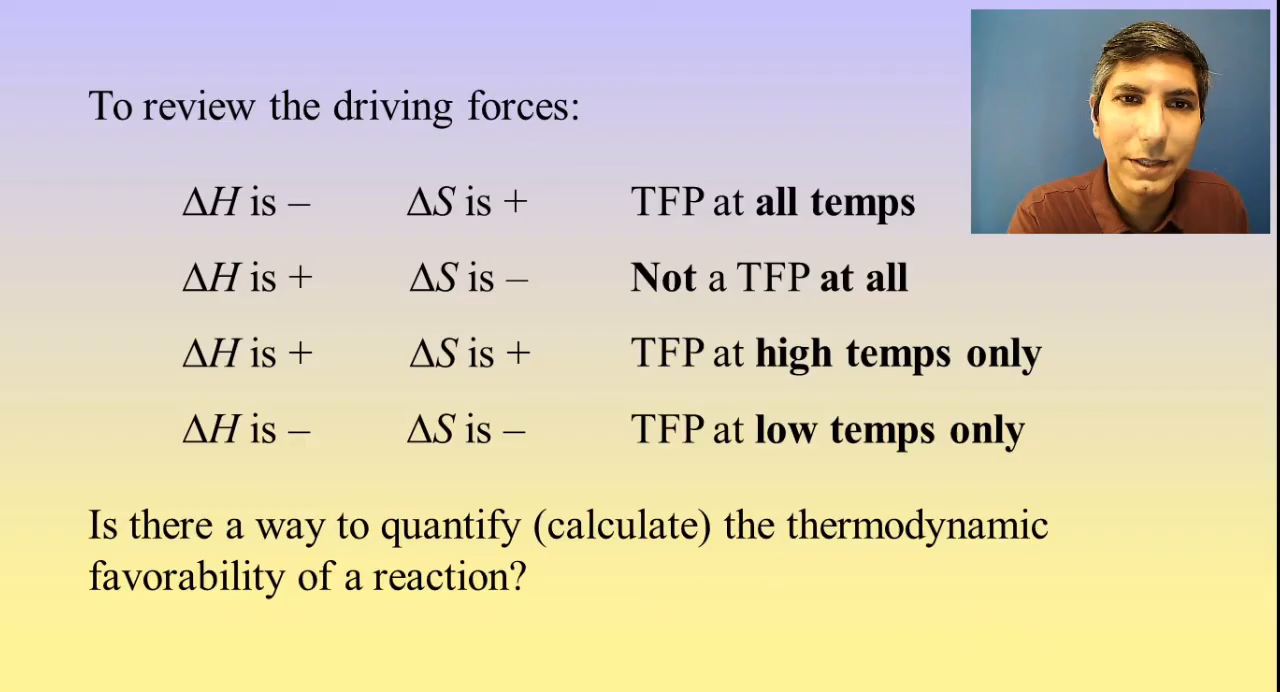 To review the driving forces:
ΔH is – ΔS is + TFP at all temps
ΔH is + ΔS is – Not a TFP at all
ΔH is + ΔS is + TFP at high temps only
ΔH is – ΔS is – TFP at low temps only
Is there a way to quantify (calculate) the thermodynamic
favorability of a reaction?